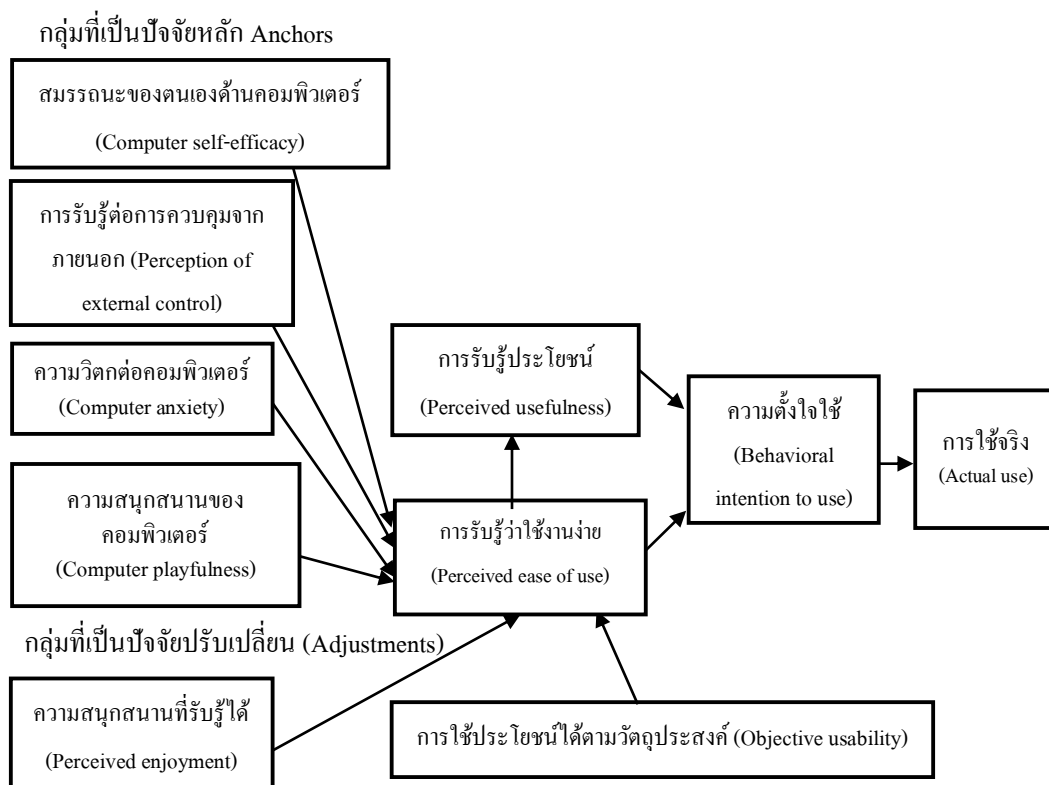 กลุ่มที่เป็นปัจจัยหลัก Anchors
สมรรถนะของตนเองด้านคอมพิวเตอร์
(Computer self-efficacy)
การรับรู้ต่อการควบคุมจาก
ภายนอก (Perception of
external control)
ความวิตกต่อคอมพิวเตอร์
(Computer anxiety)
ความสนุกสนานของ
คอมพิวเตอร์
(Computer playfulness)
การรับรู้ประโยชน์
(Perceived usefulness)
การรับรู้ว่าใช้งานง่าย
(Perceived ease of use)
ความตั้งใจใช้
(Behavioral
intention to use)
การใช้จริง
(Actual use)
กลุ่มที่เป็นปัจจัยปรับเปลี่ยน (Adjustments)
ความสนุกสนานที่รับรู้ได้
(Perceived enjoyment)
การใช้ประโยชน์ได้ตามวัตถุประสงค์ (Objective usability)